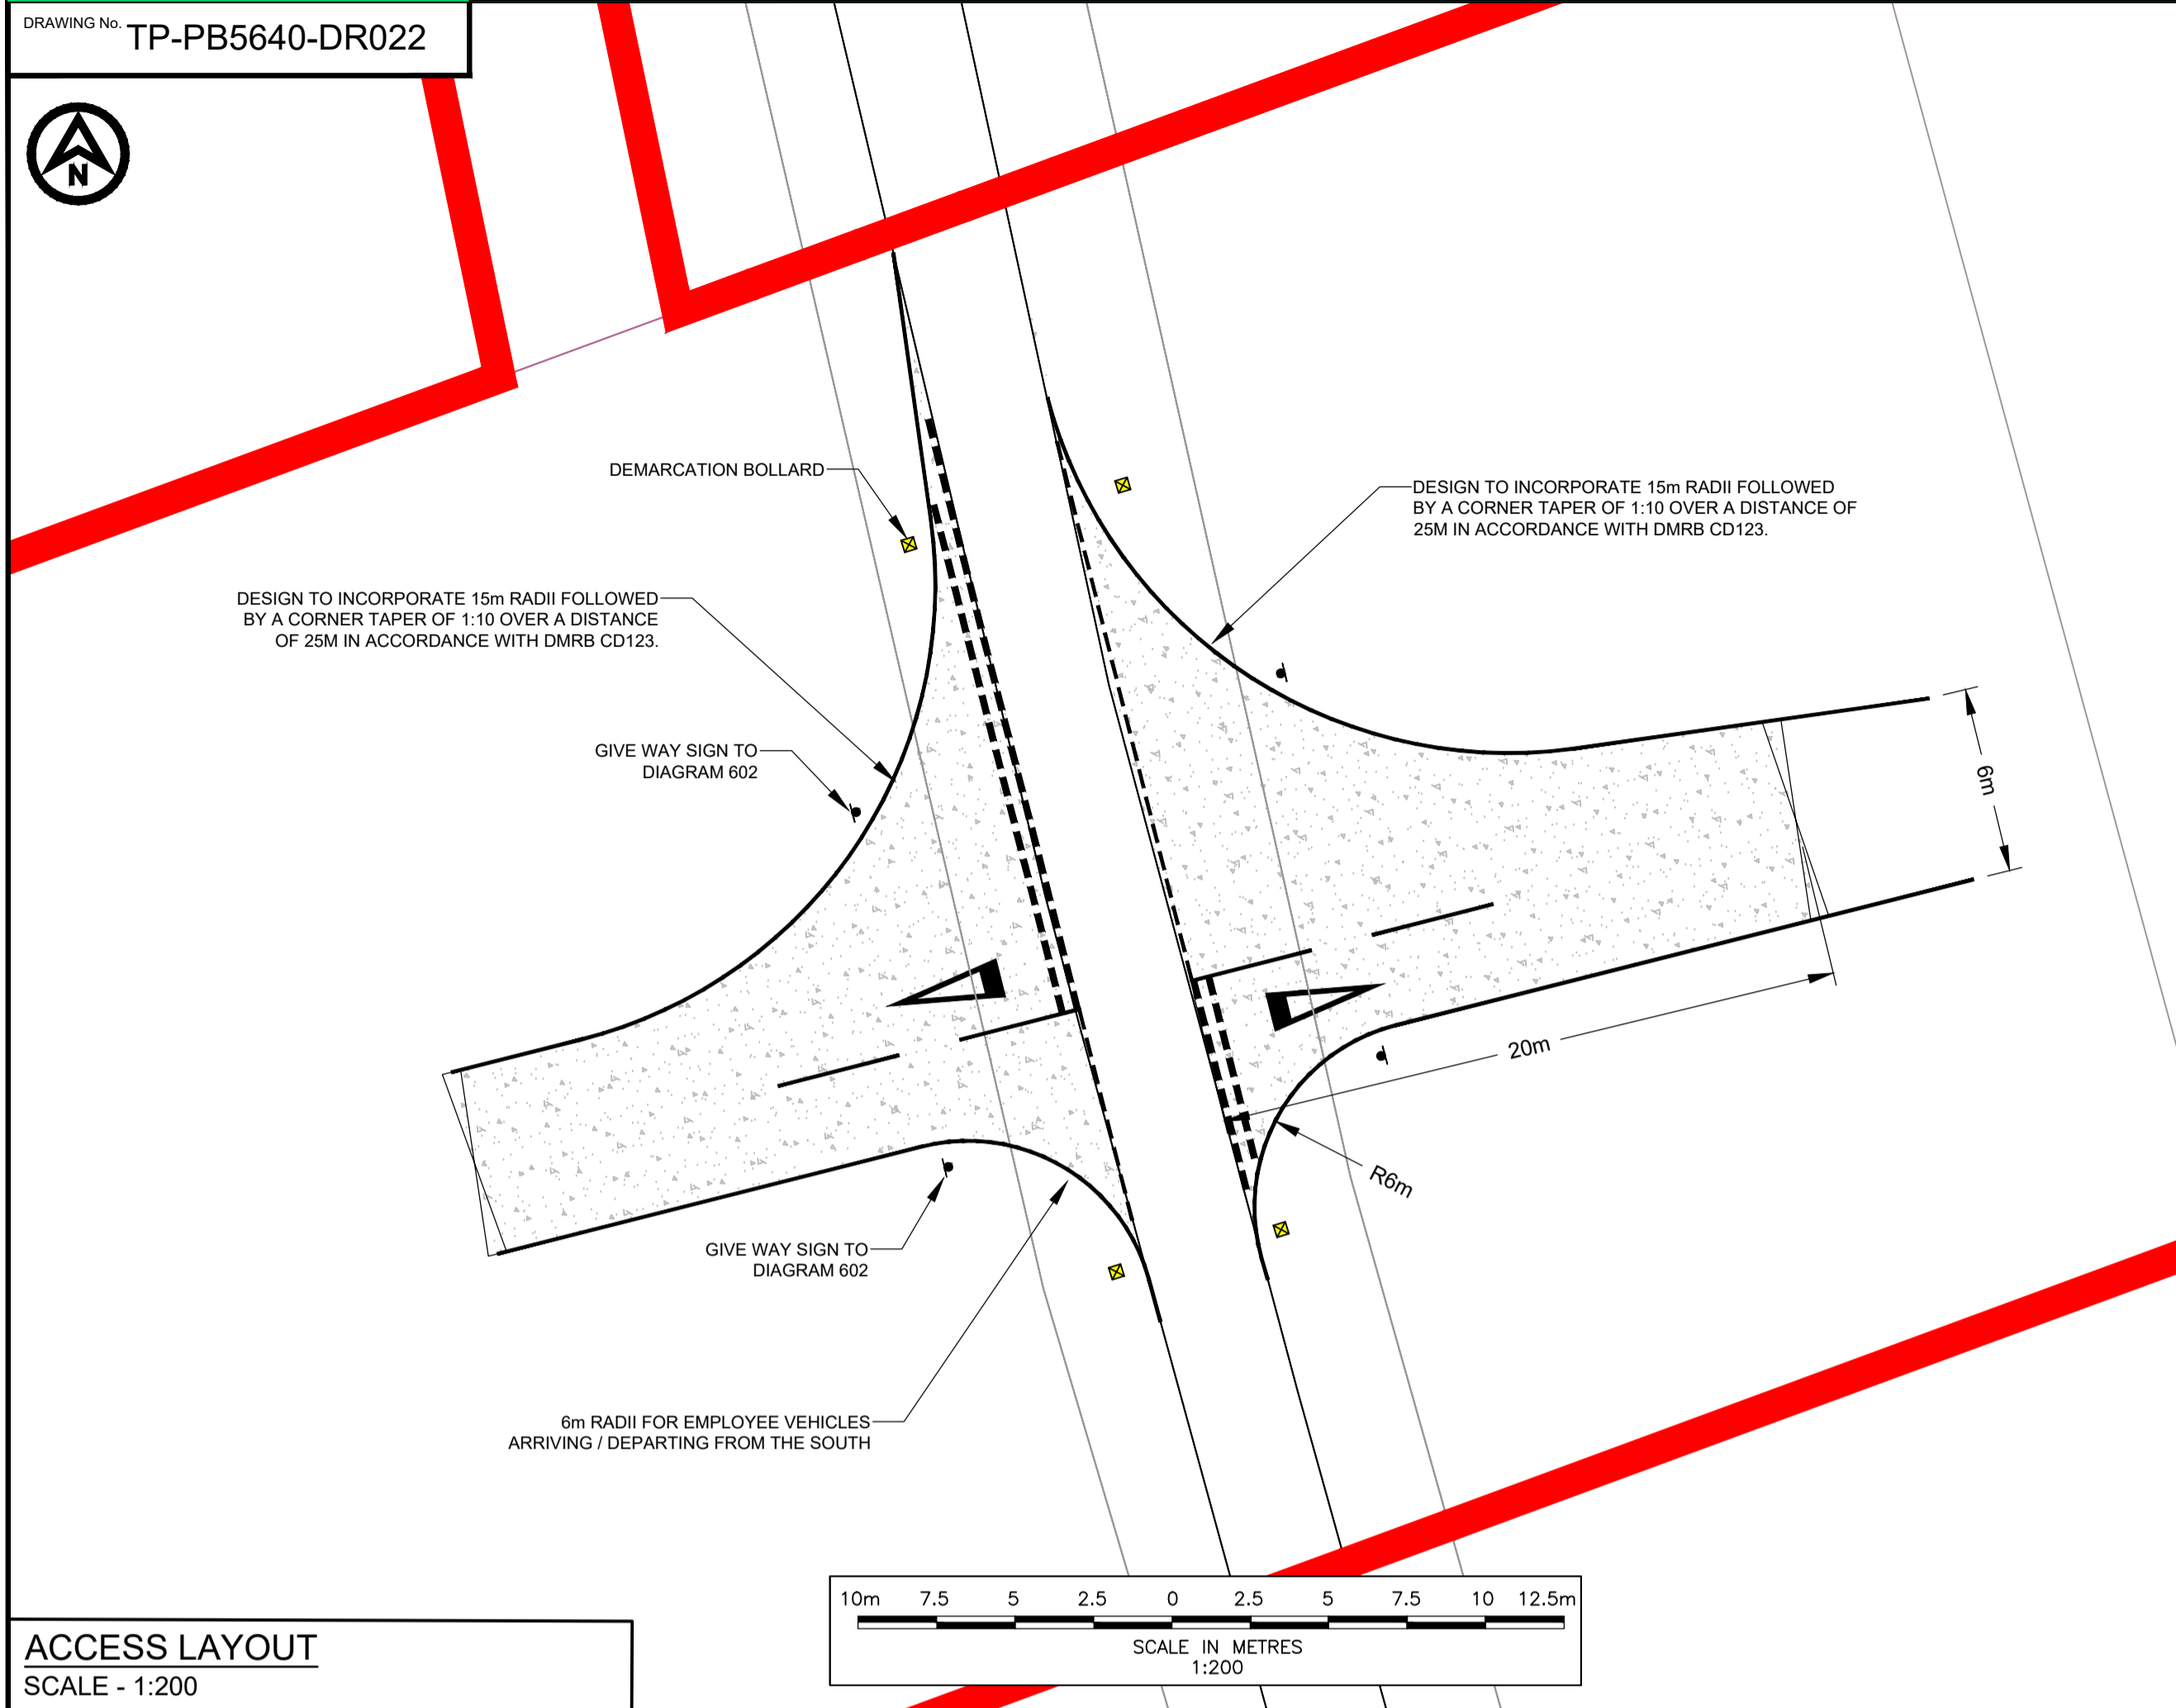 DRAWING No. TP-PB5640-DR022
N
DEMARCATION BOLLARD
DESIGN TO INCORPORATE 15m RADII FOLLOWED
BY A CORNER TAPER OF 1:10 OVER A DISTANCE OF
25M IN ACCORDANCE WITH DMRB CD123.
DESIGN TO INCORPORATE 15m RADII FOLLOWED
BY A CORNER TAPER OF 1:10 OVER A DISTANCE
OF 25M IN ACCORDANCE WITH DMRB CD123.
GIVE WAY SIGN TO
DIAGRAM 602
6m
20m
R6m
GIVE WAY SIGN TO
DIAGRAM 602
6m RADII FOR EMPLOYEE VEHICLES
ARRIVING / DEPARTING FROM THE SOUTH
10m 7.5 5 2.5 0 2.5 5 7.5 10 12.5m
SCALE IN METRES
1:200
ACCESS LAYOUT
SCALE - 1:200